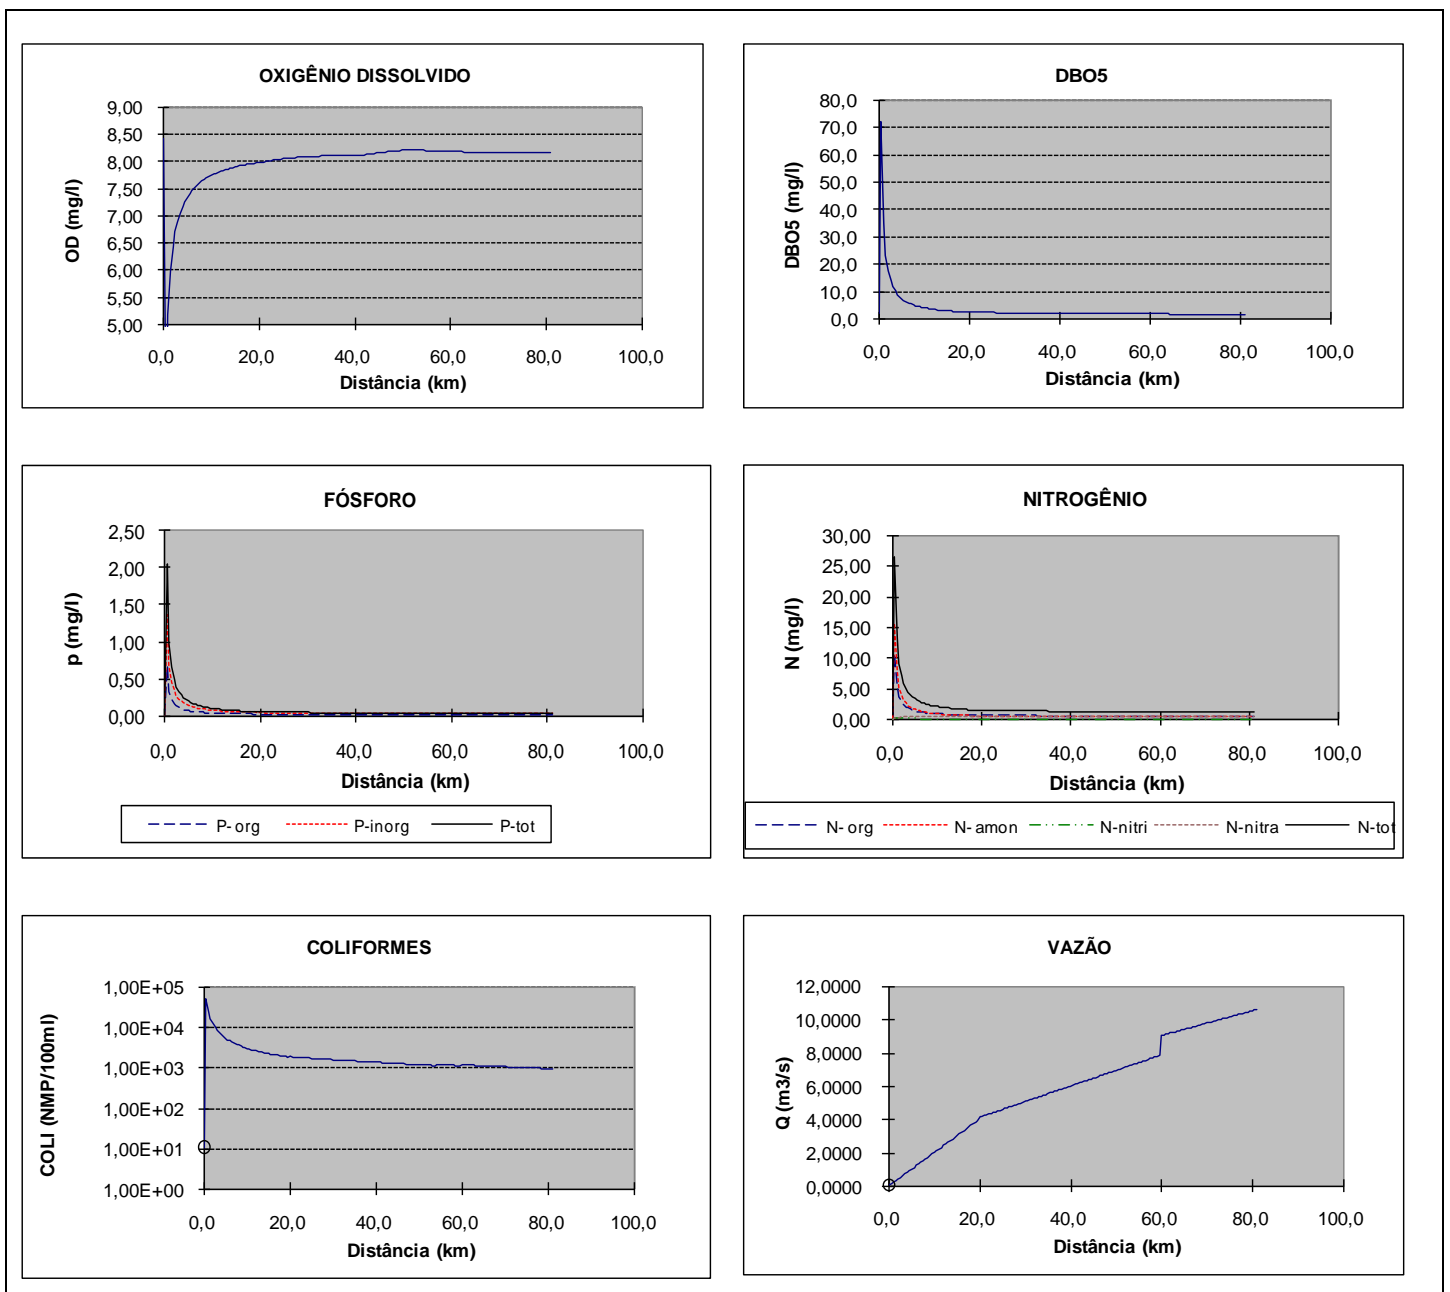 OXIGÊNIO DISSOLVIDO
OD (mg/l)
9,00
8,50
8,00
7,50
7,00
6,50
6,00
5,50
5,00
0,0 20,0 40,0 60,0 80,0 100,0
Distância (km)
DBO5
DBO5 (mg/l)
80,0
70,0
60,0
50,0
40,0
30,0
20,0
10,0
0,0
0,0 20,0 40,0 60,0 80,0 100,0
Distância (km)
FÓSFORO
p (mg/l)
2,50
2,00
1,50
1,00
0,50
0,00
0,0 20,0 40,0 60,0 80,0 100,0
Distância (km)
P-org P-inorg P-tot
NITROGÊNIO
N (mg/l)
30,00
25,00
20,00
15,00
10,00
5,00
0,00
0,0 20,0 40,0 60,0 80,0 100,0
Distância (km)
N-org N-amon N-nitri N-nitra N-tot
COLIFORMES
COLI (NMP/100ml)
1,00E+05
1,00E+04
1,00E+03
1,00E+02
1,00E+01
1,00E+00
0,0 20,0 40,0 60,0 80,0 100,0
Distância (km)
VAZÃO
Q (m3/s)
12,0000
10,0000
8,0000
6,0000
4,0000
2,0000
0,0000
0,0 20,0 40,0 60,0 80,0 100,0
Distância (km)